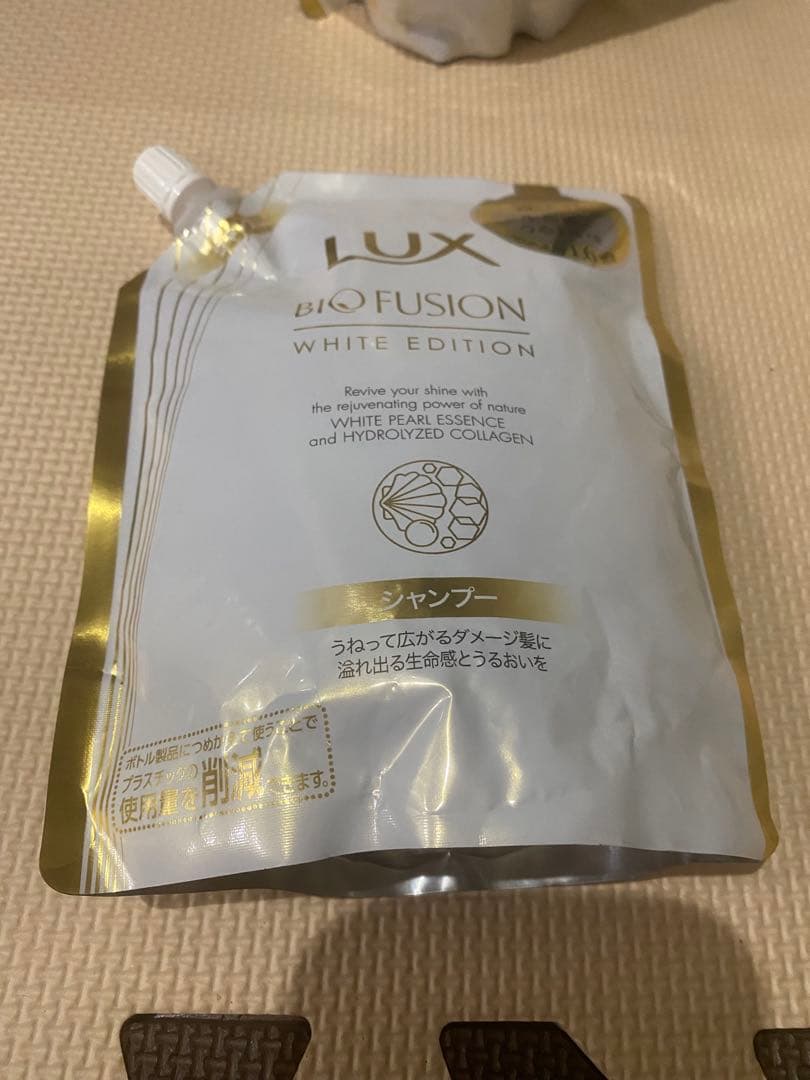 LUX
BIO FUSION
WHITE EDITION
Revive your shine with
the rejuvenating power of nature
WHITE PEARL ESSENCE
and HYDROLYZED COLLAGEN
シャンプー
うねって広がるダメージ髪に
溢れ出る生命感とうるおいを
ボトル製品につめかえて使うことで
プラスチックの
使用量を削減できます。